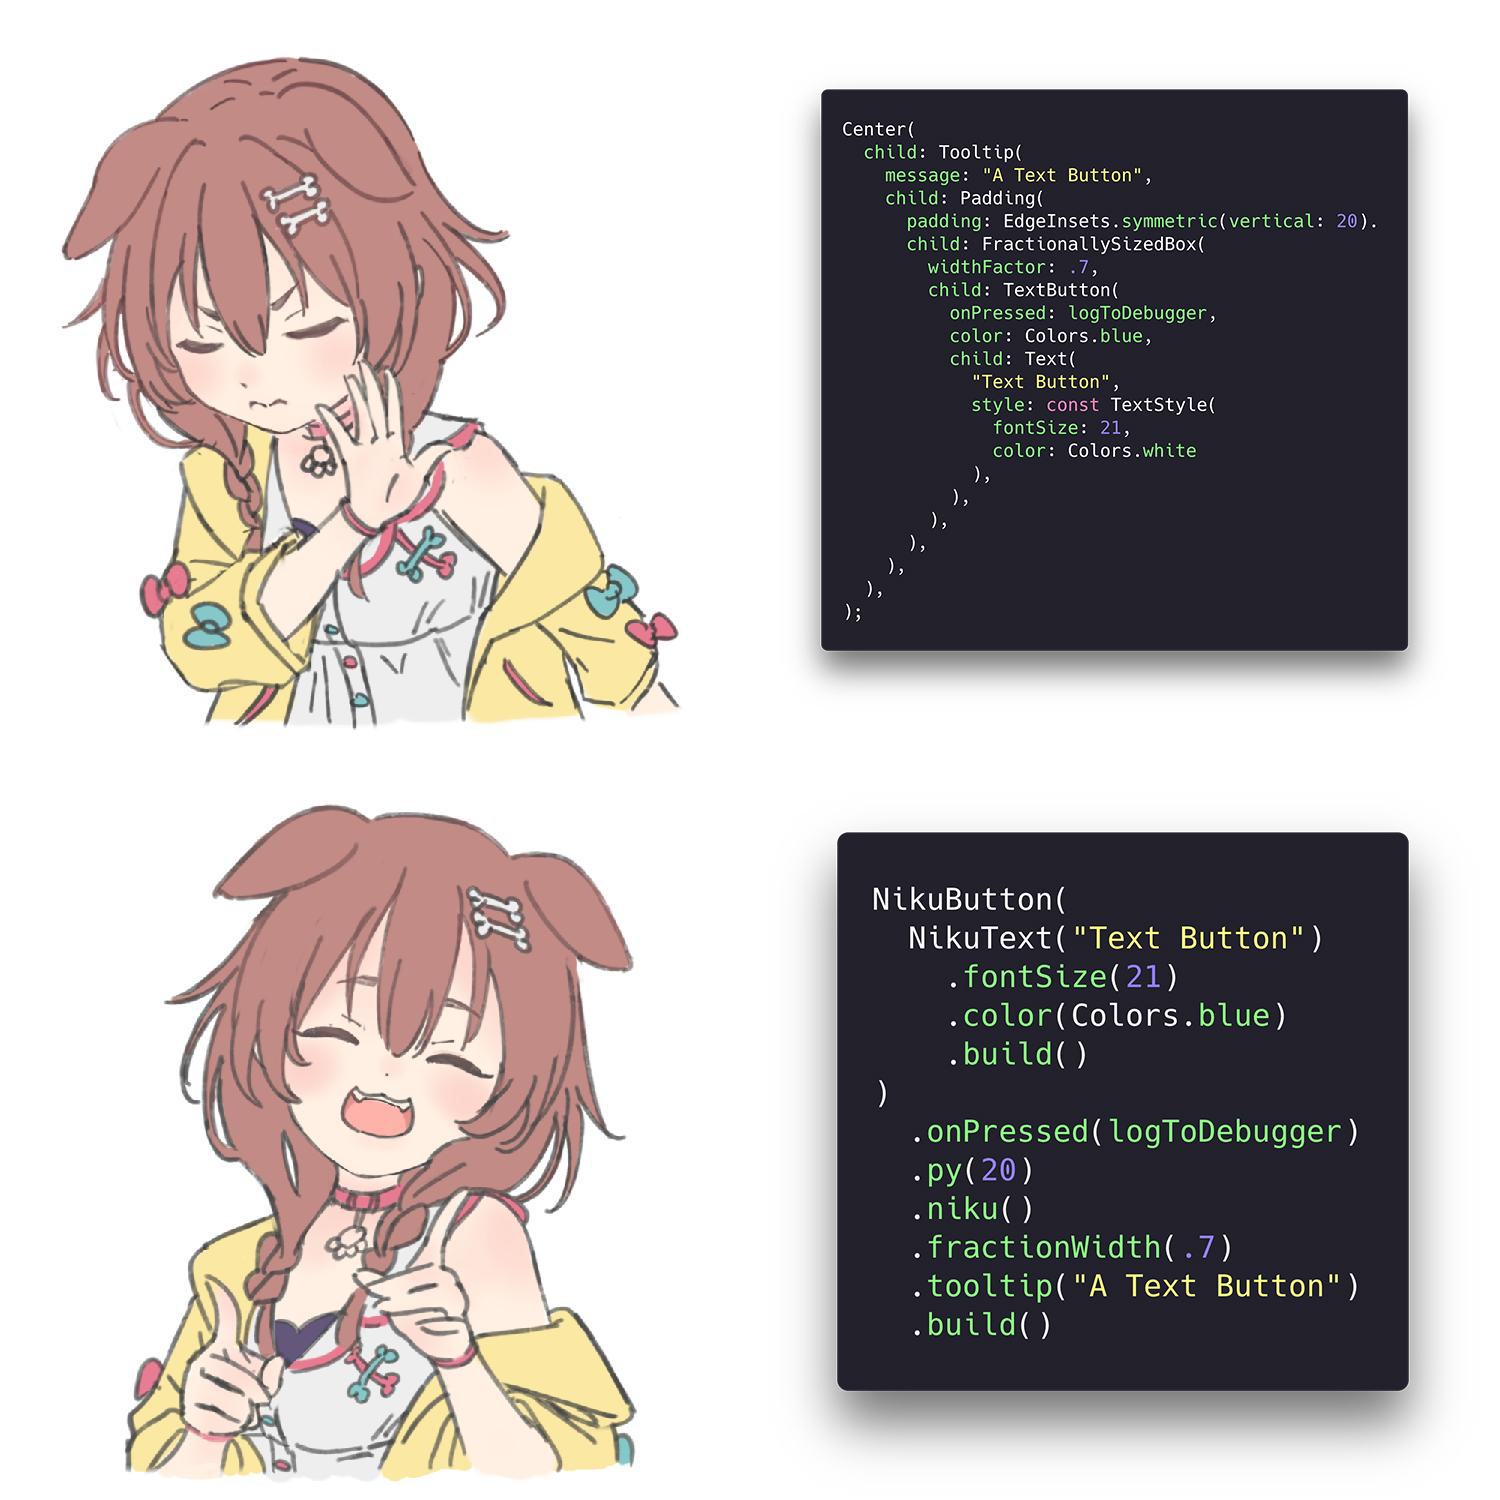 Center(
  child: Tooltip(
    message: "A Text Button",
    child: Padding(
      padding: EdgeInsets.symmetric(vertical: 20).
      child: FractionallySizedBox(
        widthFactor: .7,
        child: TextButton(
          onPressed: logToDebugger,
          color: Colors.blue,
          child: Text(
            "Text Button",
            style: const TextStyle(
              fontSize: 21,
              color: Colors.white
            ),
          ),
        ),
      ),
    ),
  ),
);
NikuButton(
  NikuText("Text Button")
    .fontSize(21)
    .color(Colors.blue)
    .build()
)
  .onPressed(logToDebugger)
  .py(20)
  .niku()
  .fractionWidth(.7)
  .tooltip("A Text Button")
  .build()